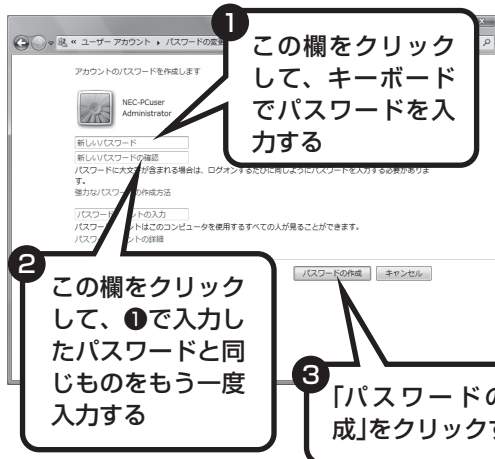 « ユーザー アカウント ▸ パスワードの変更
アカウントのパスワードを作成します
NEC-PCuser
Administrator
新しいパスワード
新しいパスワードの確認
パスワードに大文字が含まれる場合は、ログオンするたびに同じようにパスワードを入力する必要がありま
す。
強力なパスワードの作成方法
パスワード ヒントの入力
パスワード ヒントはこのコンピュータを使用するすべての人が見ることができます。
パスワード ヒントの詳細
パスワードの作成 キャンセル
❶
この欄をクリック
して、キーボード
でパスワードを入
力する
❷
この欄をクリック
して、❶で入力し
たパスワードと同
じものをもう一度
入力する
❸
「パスワードの
成」をクリックす